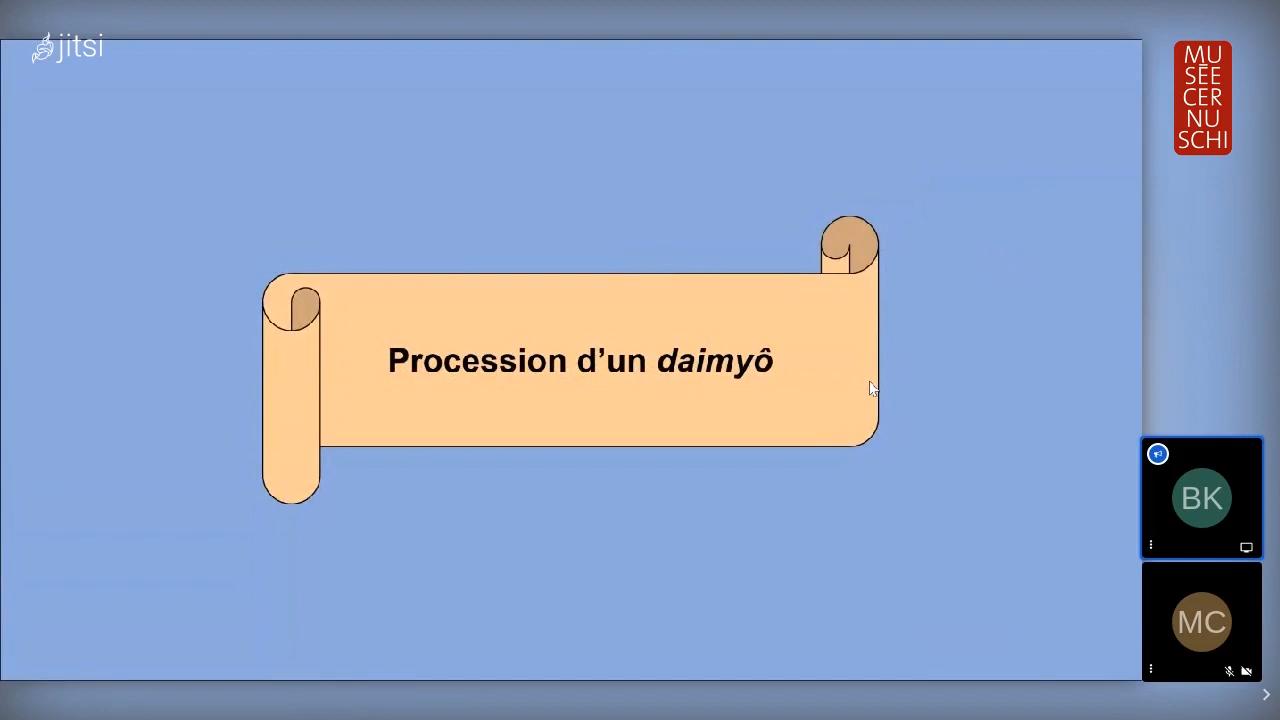 jitsi
MU
SÉE
CER
NU
SCHI
Procession d’un daimyô
BK
MC